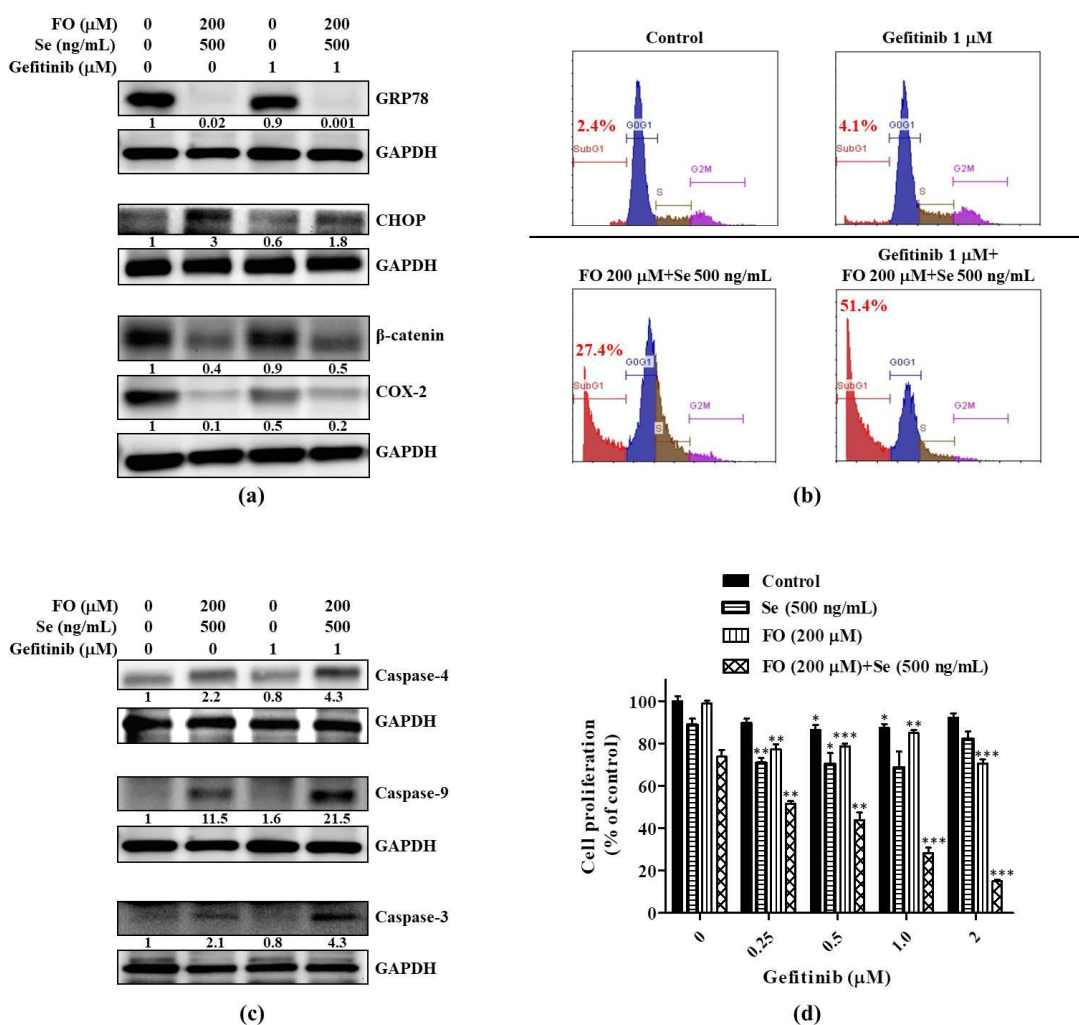 FO (μM) 0 200 0 200
Se (ng/mL) 0 500 0 500
Gefitinib (μM) 0 0 1 1
GRP78
1 0.02 0.9 0.001
GAPDH
CHOP
1 3 0.6 1.8
GAPDH
β-catenin
1 0.4 0.9 0.5
COX-2
1 0.1 0.5 0.2
GAPDH
(a)
Control
2.4%
SubG1
G0G1
S
G2M
Gefitinib 1 μM
4.1%
SubG1
G0G1
S
G2M
FO 200 μM+Se 500 ng/mL
27.4%
SubG1
G0G1
S
G2M
Gefitinib 1 μM+
FO 200 μM+Se 500 ng/mL
51.4%
SubG1
G0G1
S
G2M
(b)
FO (μM) 0 200 0 200
Se (ng/mL) 0 500 0 500
Gefitinib (μM) 0 0 1 1
Caspase-4
1 2.2 0.8 4.3
GAPDH
Caspase-9
1 11.5 1.6 21.5
GAPDH
Caspase-3
1 2.1 0.8 4.3
GAPDH
(c)
Control
Se (500 ng/mL)
FO (200 μM)
FO (200 μM)+Se (500 ng/mL)
Cell proliferation
(% of control)
100
80
60
40
20
0
** ** **
* * *** **
* ** ***
*** ***
0 0.25 0.5 1.0 2
Gefitinib (μM)
(d)